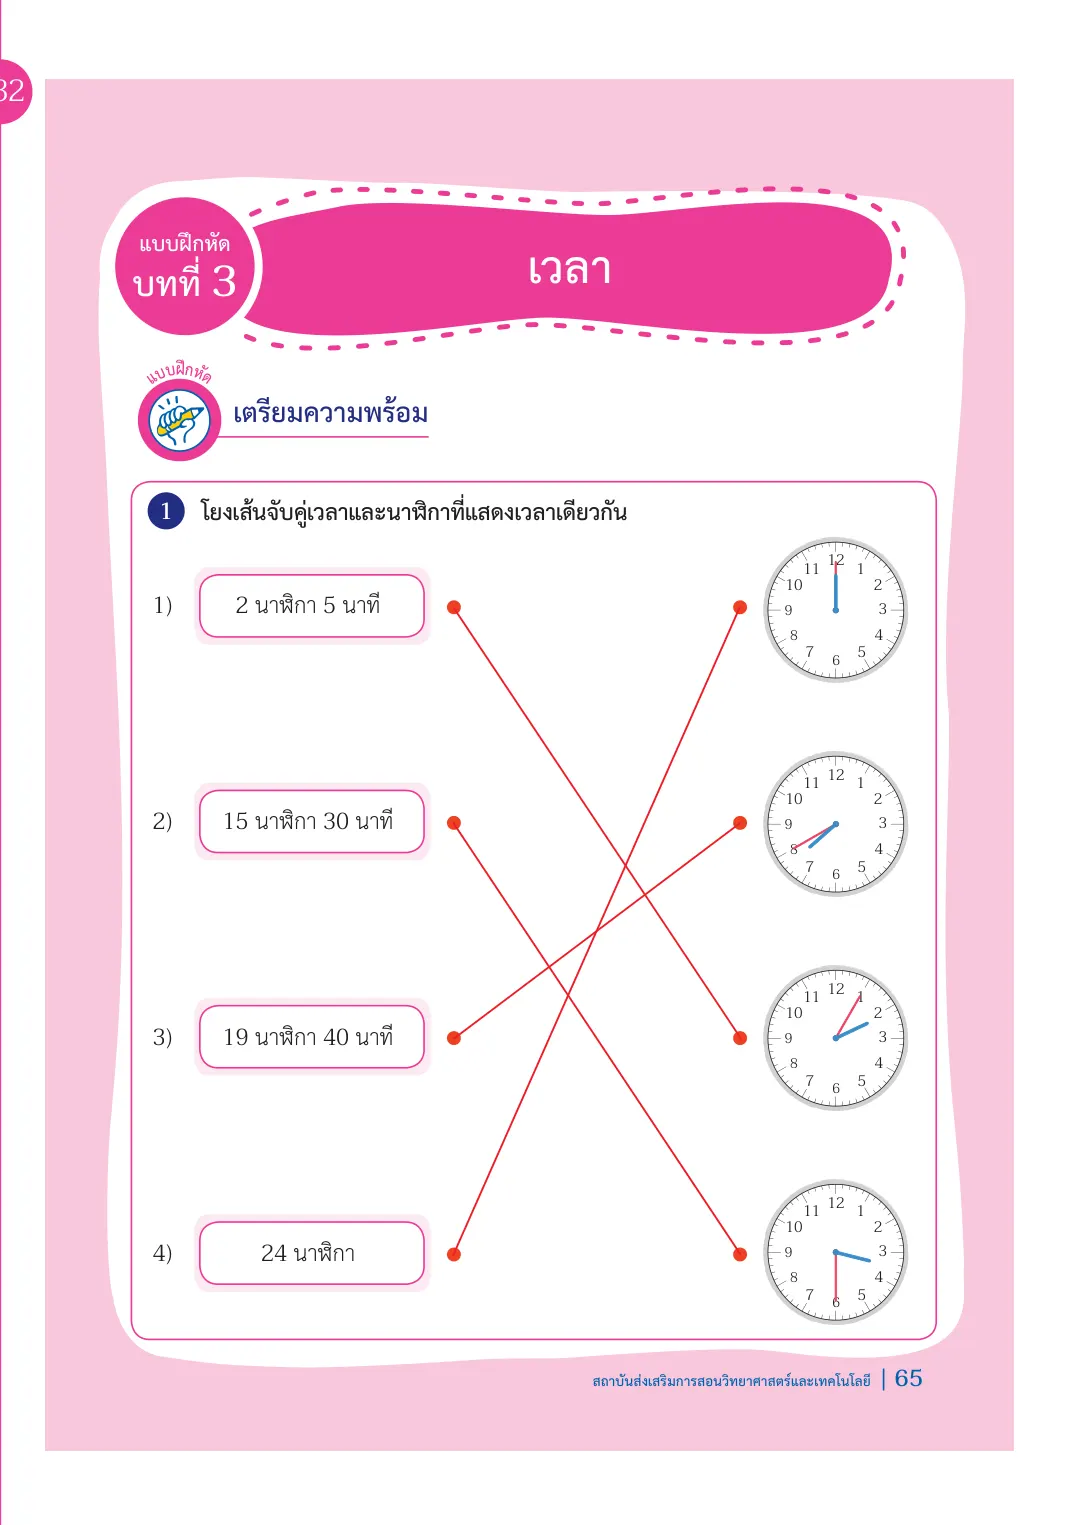 32
แบบฝึกหัด
บทที่ 3
เวลา
แบบฝึกหัด
เตรียมความพร้อม
1 โยงเส้นจับคู่เวลาและนาฬิกาที่แสดงเวลาเดียวกัน
1) 2 นาฬิกา 5 นาที
12 1 2 3 4 5 6 7 8 9 10 11
2) 15 นาฬิกา 30 นาที
12 1 2 3 4 5 6 7 8 9 10 11
3) 19 นาฬิกา 40 นาที
12 1 2 3 4 5 6 7 8 9 10 11
4) 24 นาฬิกา
12 1 2 3 4 5 6 7 8 9 10 11
สถาบันส่งเสริมการสอนวิทยาศาสตร์และเทคโนโลยี | 65